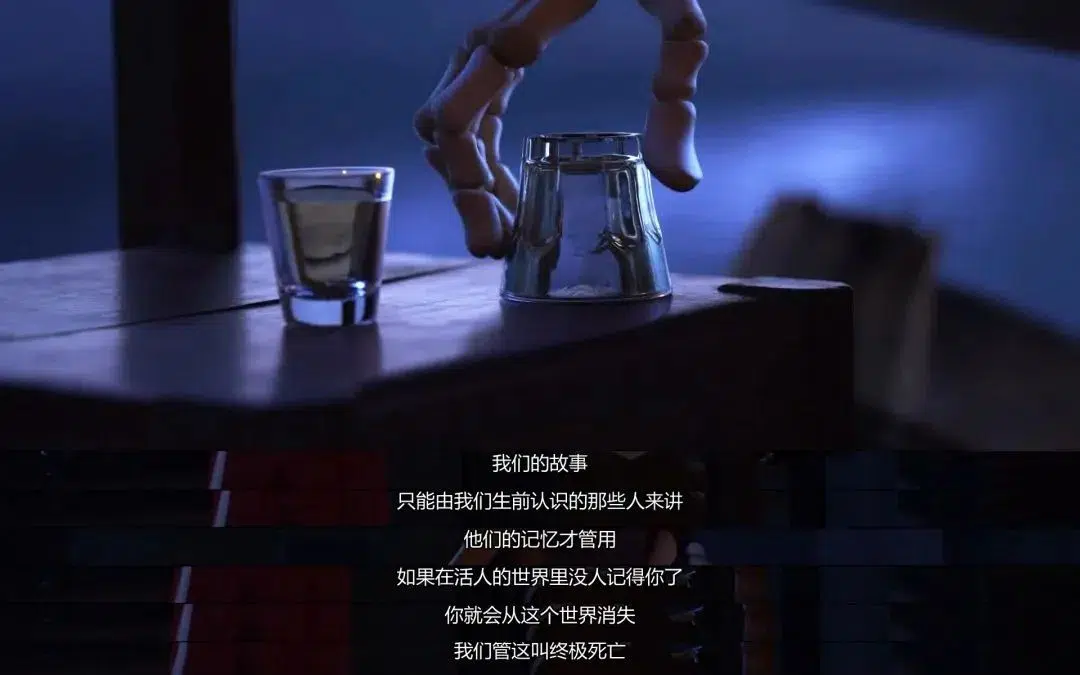 我们的故事
只能由我们生前认识的那些人来讲
他们的记忆才管用
如果在活人的世界里没人记得你了
你就会从这个世界消失
我们管这叫终极死亡